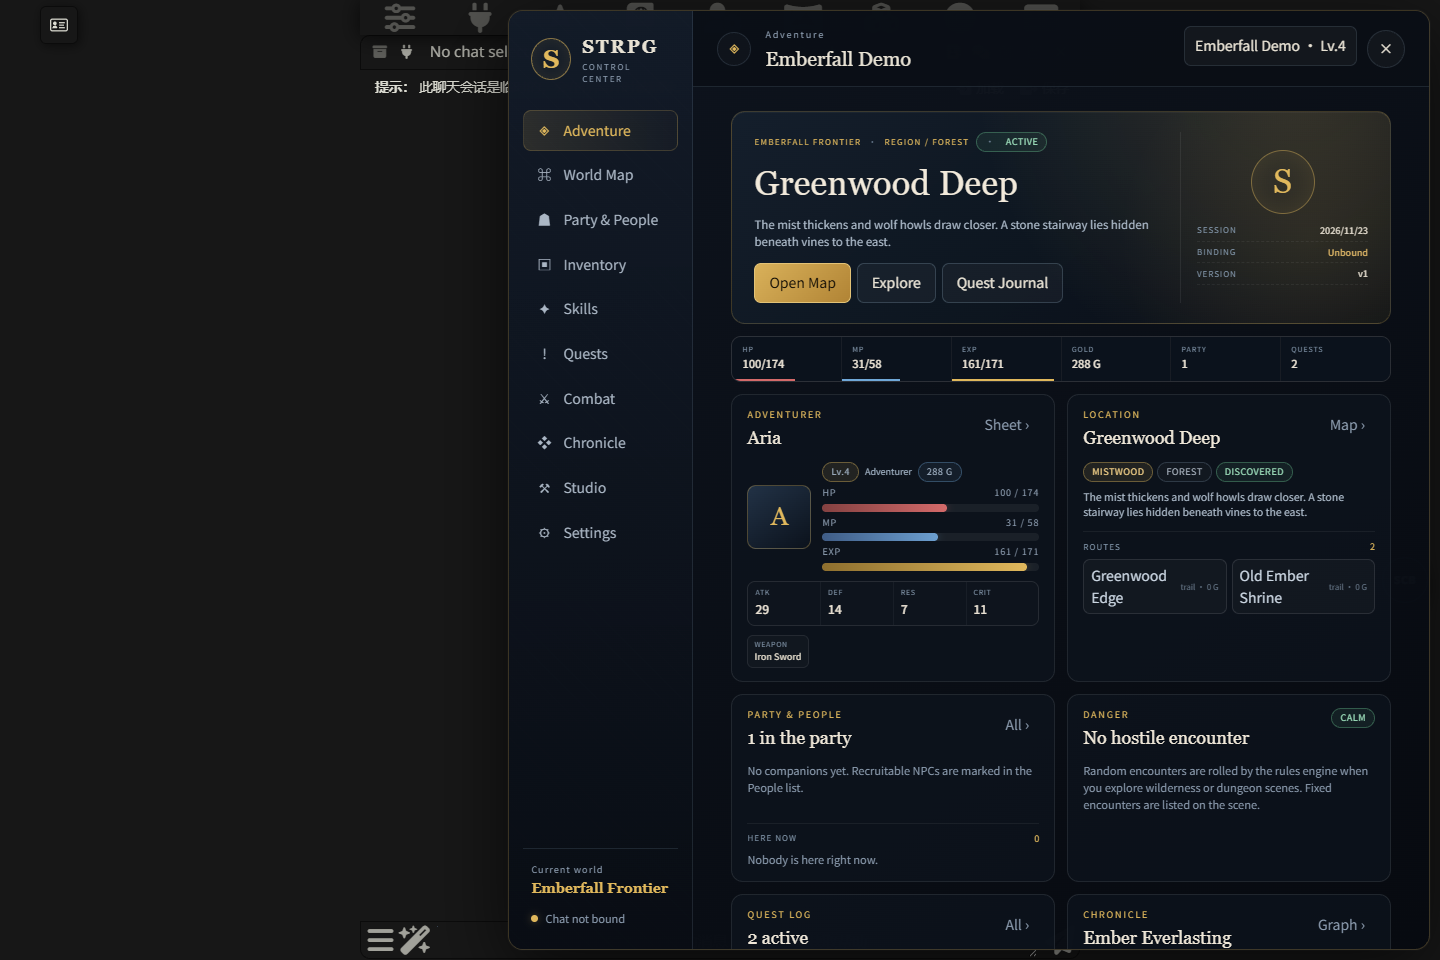 No chat sel
提示： 此聊天会话是临
S
STRPG
CONTROL
CENTER
Adventure
World Map
Party & People
Inventory
Skills
! Quests
Combat
Chronicle
Studio
Settings
Current world
Emberfall Frontier
Chat not bound
Adventure
Emberfall Demo
Emberfall Demo • Lv.4
EMBERFALL FRONTIER · REGION / FOREST · ACTIVE
Greenwood Deep
The mist thickens and wolf howls draw closer. A stone stairway lies hidden
beneath vines to the east.
Open Map
Explore
Quest Journal
S
SESSION 2026/11/23
BINDING Unbound
VERSION v1
HP
100/174
MP
31/58
EXP
161/171
GOLD
288 G
PARTY
1
QUESTS
2
ADVENTURER
Aria
Sheet ›
Lv.4 Adventurer 288 G
A
HP 100 / 174
MP 31 / 58
EXP 161 / 171
ATK
29
DEF
14
RES
7
CRIT
11
WEAPON
Iron Sword
LOCATION
Greenwood Deep
Map ›
MISTWOOD FOREST DISCOVERED
The mist thickens and wolf howls draw closer. A stone
stairway lies hidden beneath vines to the east.
ROUTES 2
Greenwood
Edge
trail • 0 G
Old Ember
Shrine
trail • 0 G
PARTY & PEOPLE
1 in the party
All ›
No companions yet. Recruitable NPCs are marked in the
People list.
HERE NOW 0
Nobody is here right now.
DANGER
No hostile encounter
CALM
Random encounters are rolled by the rules engine when
you explore wilderness or dungeon scenes. Fixed
encounters are listed on the scene.
QUEST LOG
2 active
All ›
CHRONICLE
Ember Everlasting
Graph ›